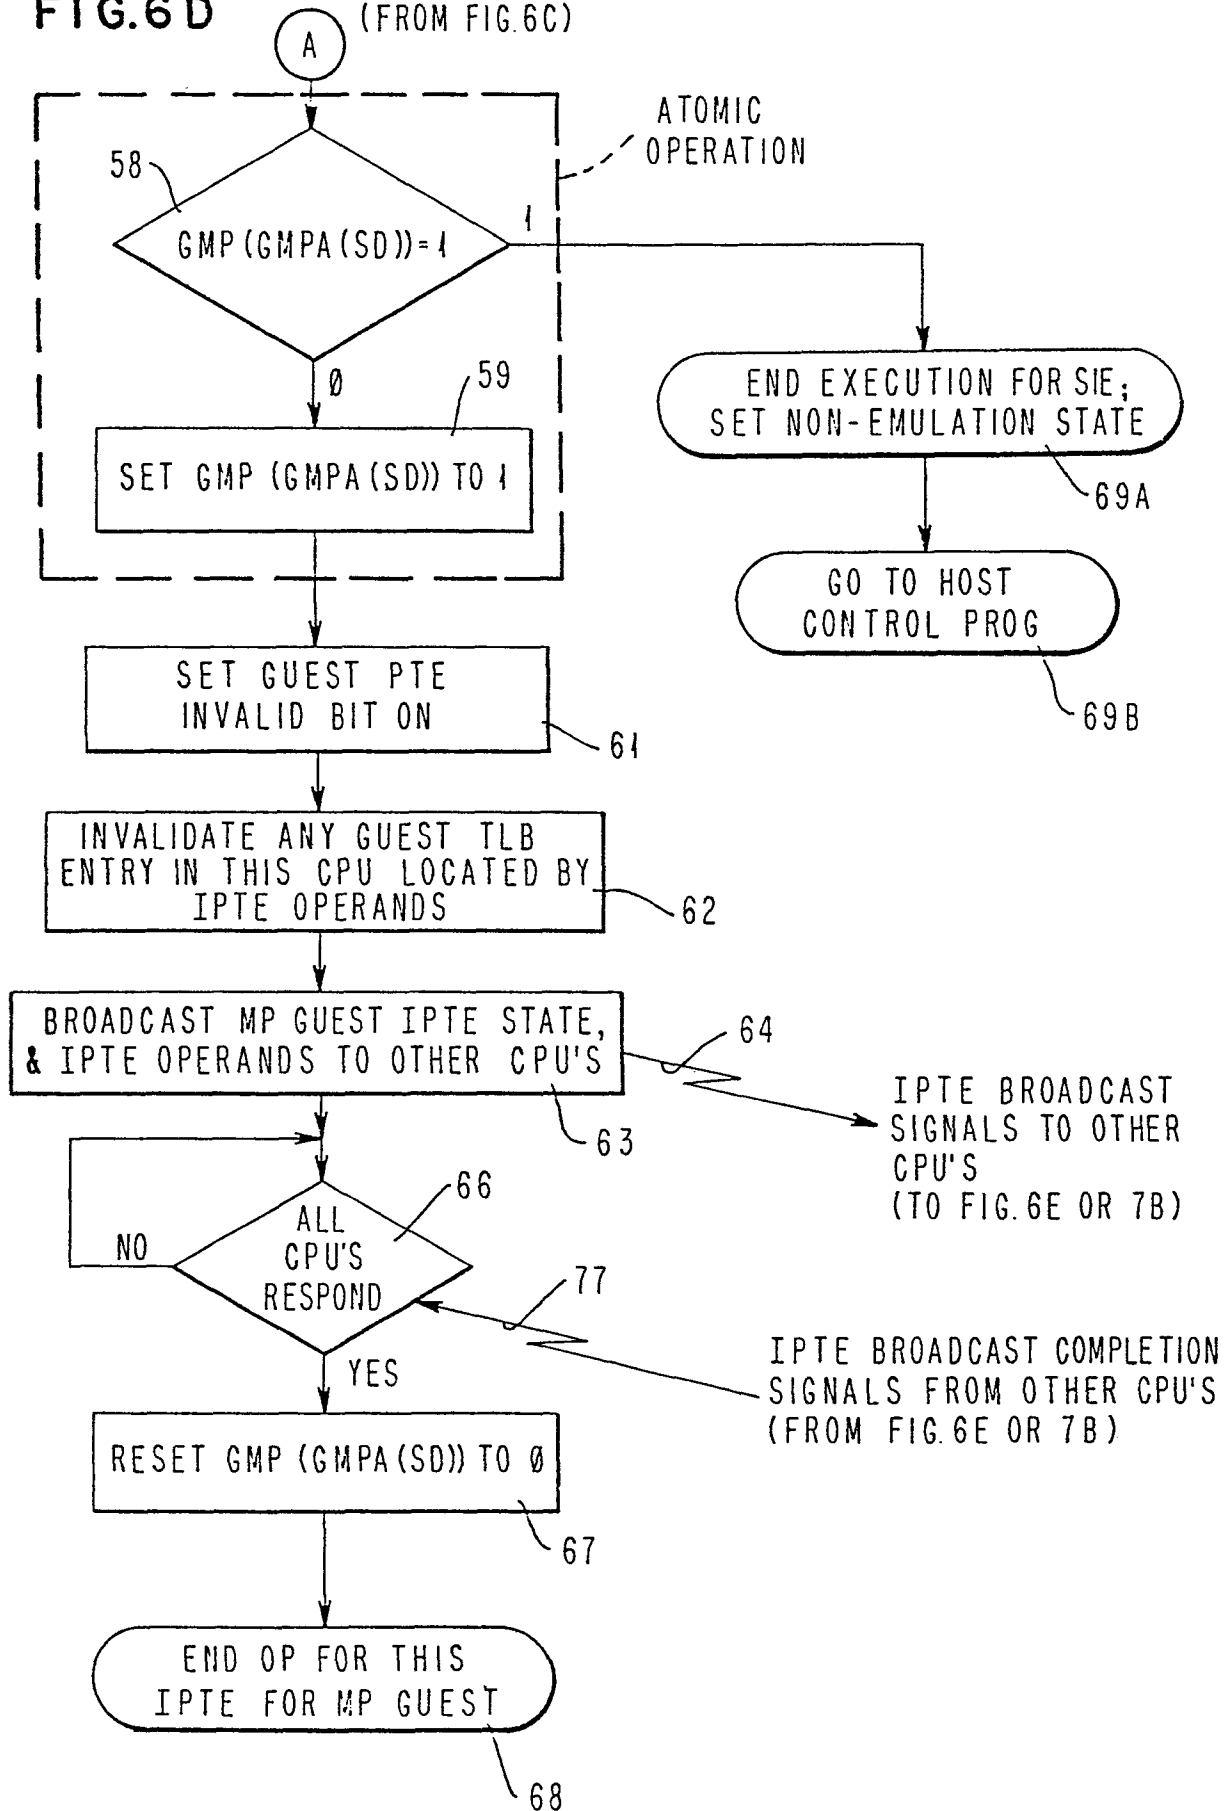 FIG.6D
(FROM FIG.6C)
A
ATOMIC
OPERATION
58
GMP(GMPA(SD))=1
1
Ø
59
SET GMP (GMPA(SD)) TO 1
END EXECUTION FOR SIE;
SET NON-EMULATION STATE
69A
GO TO HOST
CONTROL PROG
69B
SET GUEST PTE
INVALID BIT ON
61
INVALIDATE ANY GUEST TLB
ENTRY IN THIS CPU LOCATED BY
IPTE OPERANDS
62
BROADCAST MP GUEST IPTE STATE,
& IPTE OPERANDS TO OTHER CPU'S
63
64
IPTE BROADCAST
SIGNALS TO OTHER
CPU'S
(TO FIG.6E OR 7B)
66
ALL
CPU'S
RESPOND
NO
YES
77
IPTE BROADCAST COMPLETION
SIGNALS FROM OTHER CPU'S
(FROM FIG.6E OR 7B)
RESET GMP (GMPA(SD)) TO Ø
67
END OP FOR THIS
IPTE FOR MP GUEST
68